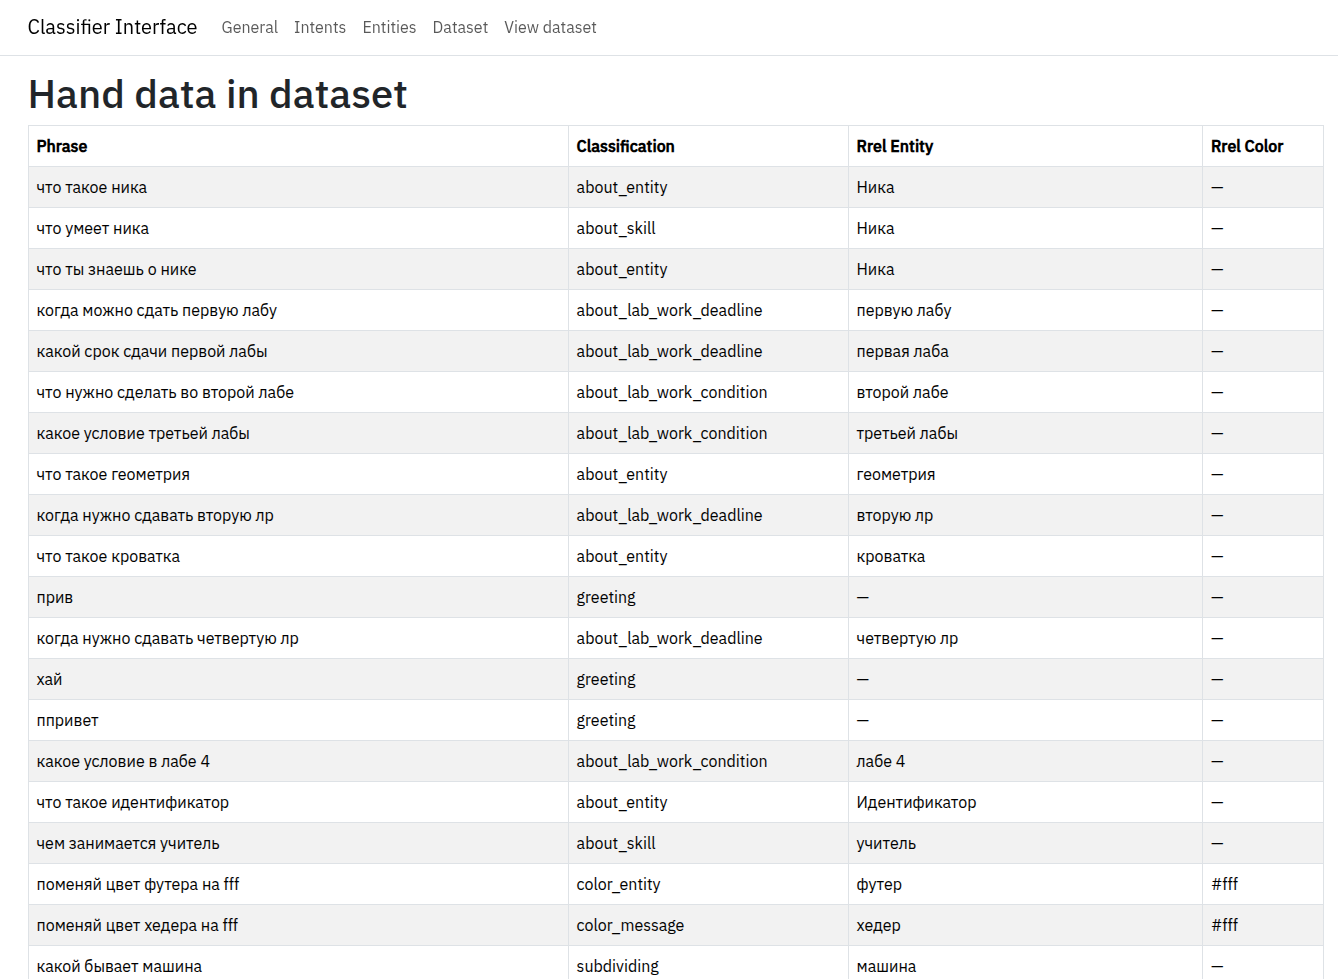 Classifier Interface General Intents Entities Dataset View dataset
Hand data in dataset
Phrase Classification Rrel Entity Rrel Color
что такое ника about_entity Ника —
что умеет ника about_skill Ника —
что ты знаешь о нике about_entity Ника —
когда можно сдать первую лабу about_lab_work_deadline первую лабу —
какой срок сдачи первой лабы about_lab_work_deadline первая лаба —
что нужно сделать во второй лабе about_lab_work_condition второй лабе —
какое условие третьей лабы about_lab_work_condition третьей лабы —
что такое геометрия about_entity геометрия —
когда нужно сдавать вторую лр about_lab_work_deadline вторую лр —
что такое кроватка about_entity кроватка —
прив greeting — —
когда нужно сдавать четвертую лр about_lab_work_deadline четвертую лр —
хай greeting — —
ппривет greeting — —
какое условие в лабе 4 about_lab_work_condition лабе 4 —
что такое идентификатор about_entity Идентификатор —
чем занимается учитель about_skill учитель —
поменяй цвет футера на fff color_entity футер #fff
поменяй цвет хедера на fff color_message хедер #fff
какой бывает машина subdividing машина —